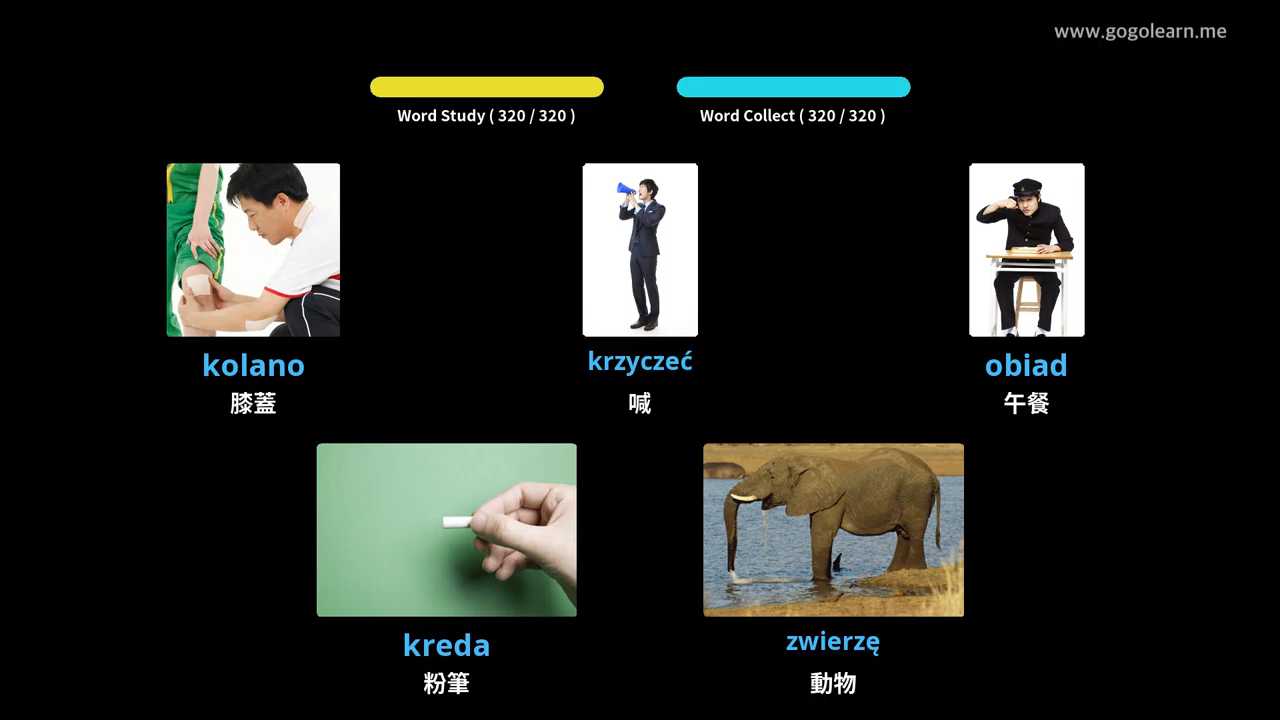 www.gogolearn.me
Word Study ( 320 / 320 )
Word Collect ( 320 / 320 )
kolano
膝蓋
krzyczeć
喊
obiad
午餐
kreda
粉筆
zwierzę
動物